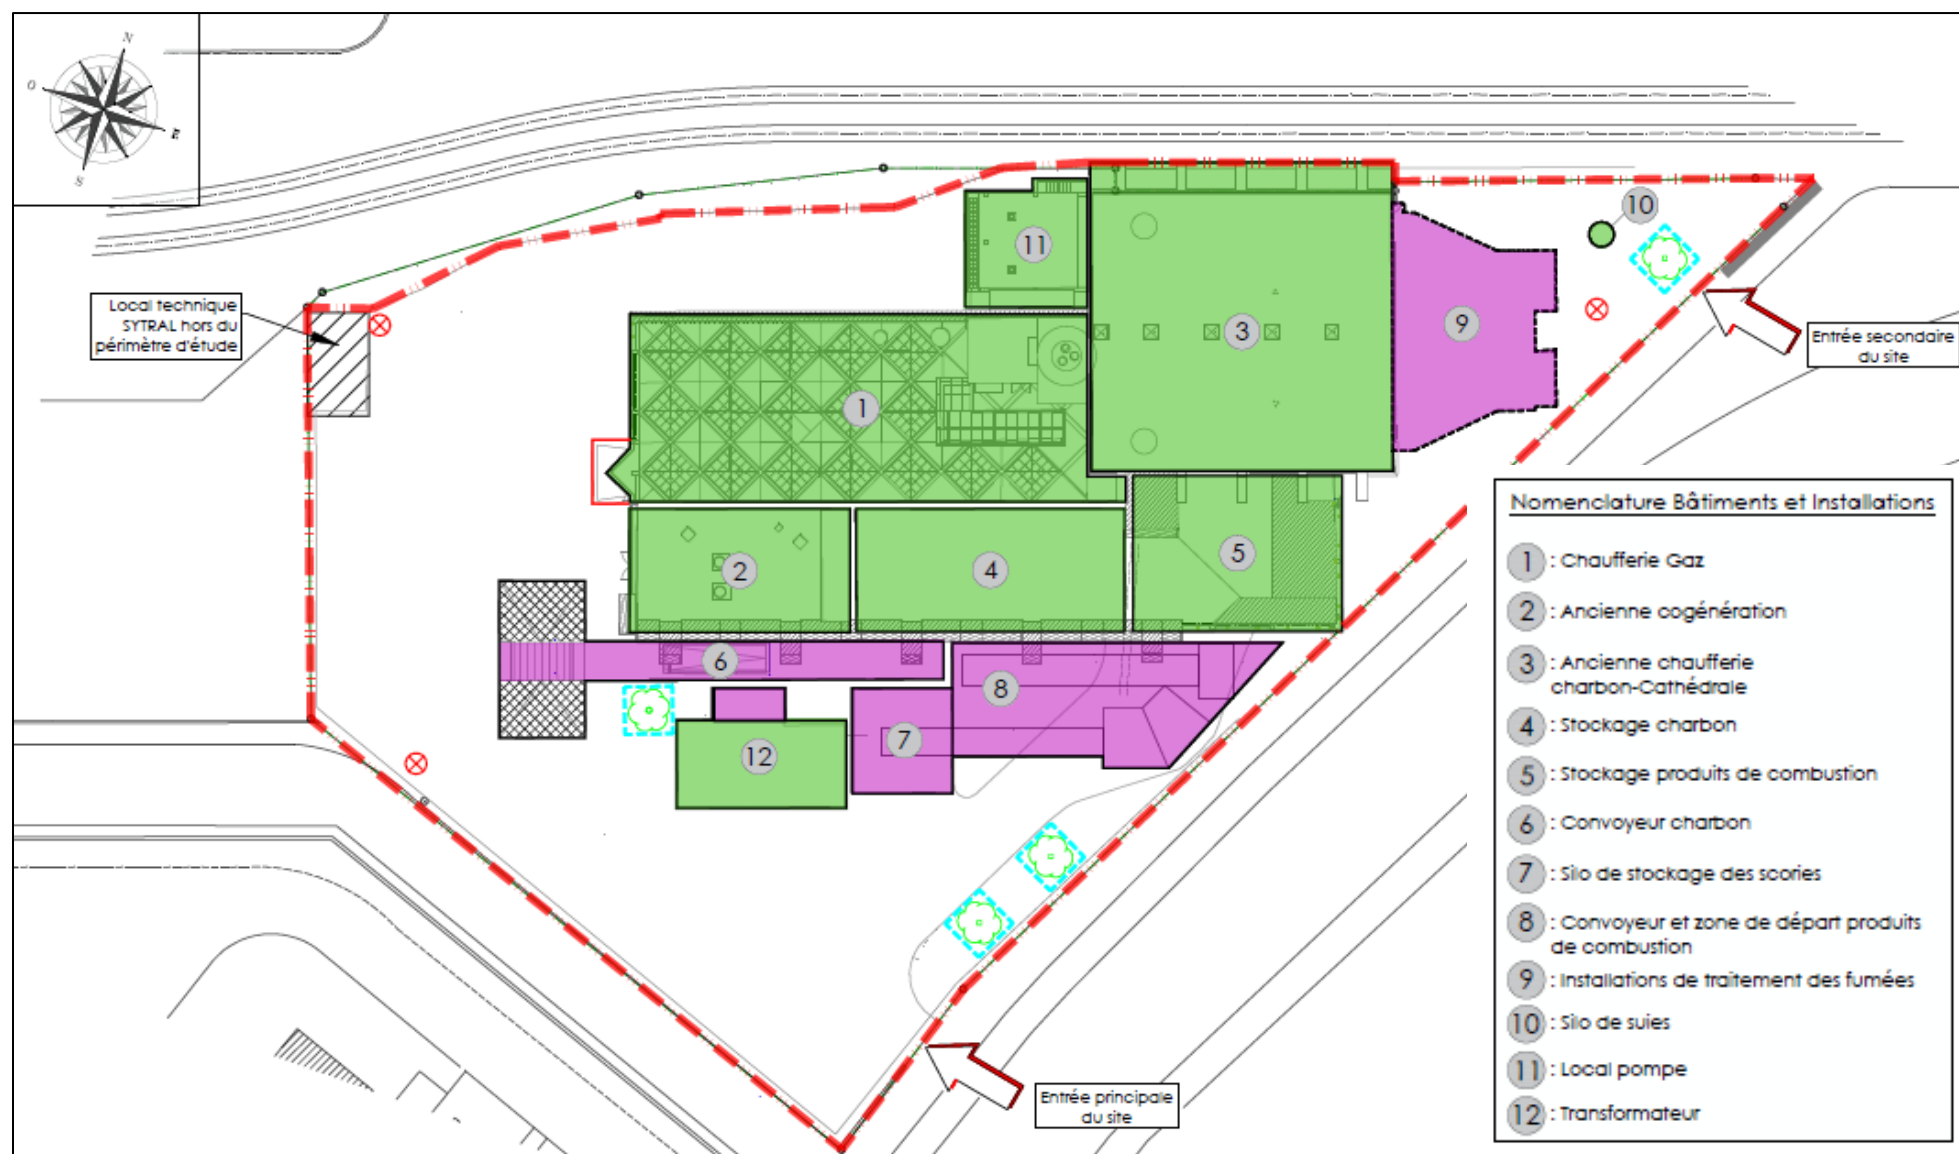 N
O
E
S
Local technique
SYTRAL hors du
périmètre d'étude
10
11
3
9
Entrée secondaire
du site
1
2
4
5
6
8
7
12
Entrée principale
du site
Nomenclature Bâtiments et Installations
1 : Chaufferie Gaz
2 : Ancienne cogénération
3 : Ancienne chaufferie
charbon-Cathédrale
4 : Stockage charbon
5 : Stockage produits de combustion
6 : Convoyeur charbon
7 : Silo de stockage des scories
8 : Convoyeur et zone de départ produits
de combustion
9 : Installations de traitement des fumées
10 : Silo de suies
11 : Local pompe
12 : Transformateur